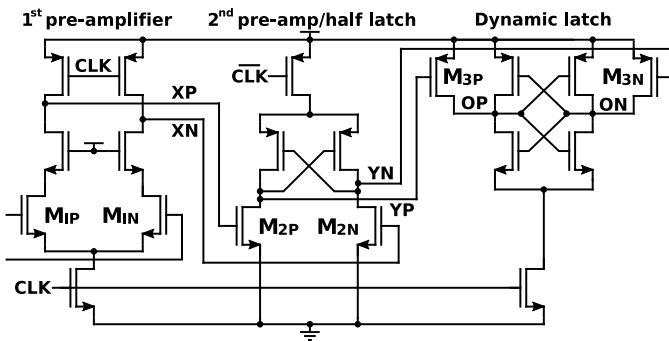 1st pre-amplifier
2nd pre-amp/half latch
Dynamic latch
CLK
CLK
M3P
M3N
XP
OP
ON
XN
YN
MIP
MIN
M2P
M2N
YP
CLK